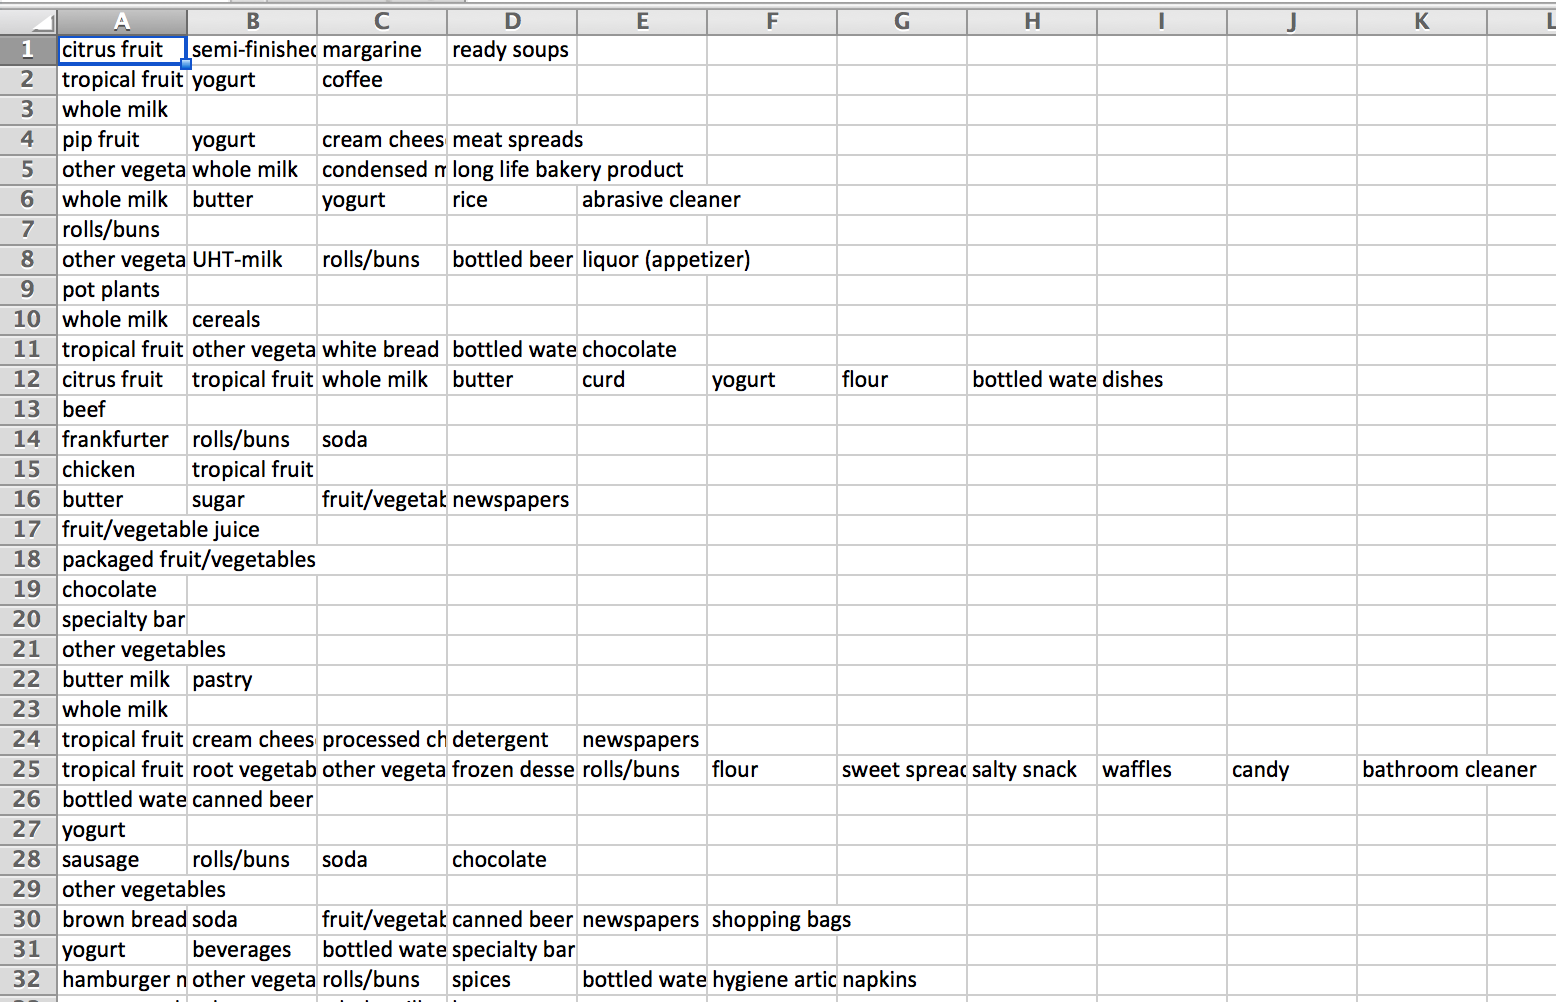 A B C D E F G H I J K L
1 citrus fruit semi-finished margarine ready soups
2 tropical fruit yogurt coffee
3 whole milk
4 pip fruit yogurt cream chees meat spreads
5 other vegeta whole milk condensed m long life bakery product
6 whole milk butter yogurt rice abrasive cleaner
7 rolls/buns
8 other vegeta UHT-milk rolls/buns bottled beer liquor (appetizer)
9 pot plants
10 whole milk cereals
11 tropical fruit other vegeta white bread bottled wate chocolate
12 citrus fruit tropical fruit whole milk butter curd yogurt flour bottled wate dishes
13 beef
14 frankfurter rolls/buns soda
15 chicken tropical fruit
16 butter sugar fruit/vegetab newspapers
17 fruit/vegetable juice
18 packaged fruit/vegetables
19 chocolate
20 specialty bar
21 other vegetables
22 butter milk pastry
23 whole milk
24 tropical fruit cream chees processed ch detergent newspapers
25 tropical fruit root vegetab other vegeta frozen desse rolls/buns flour sweet spread salty snack waffles candy bathroom cleaner
26 bottled wate canned beer
27 yogurt
28 sausage rolls/buns soda chocolate
29 other vegetables
30 brown bread soda fruit/vegetab canned beer newspapers shopping bags
31 yogurt beverages bottled wate specialty bar
32 hamburger m other vegeta rolls/buns spices bottled wate hygiene artic napkins